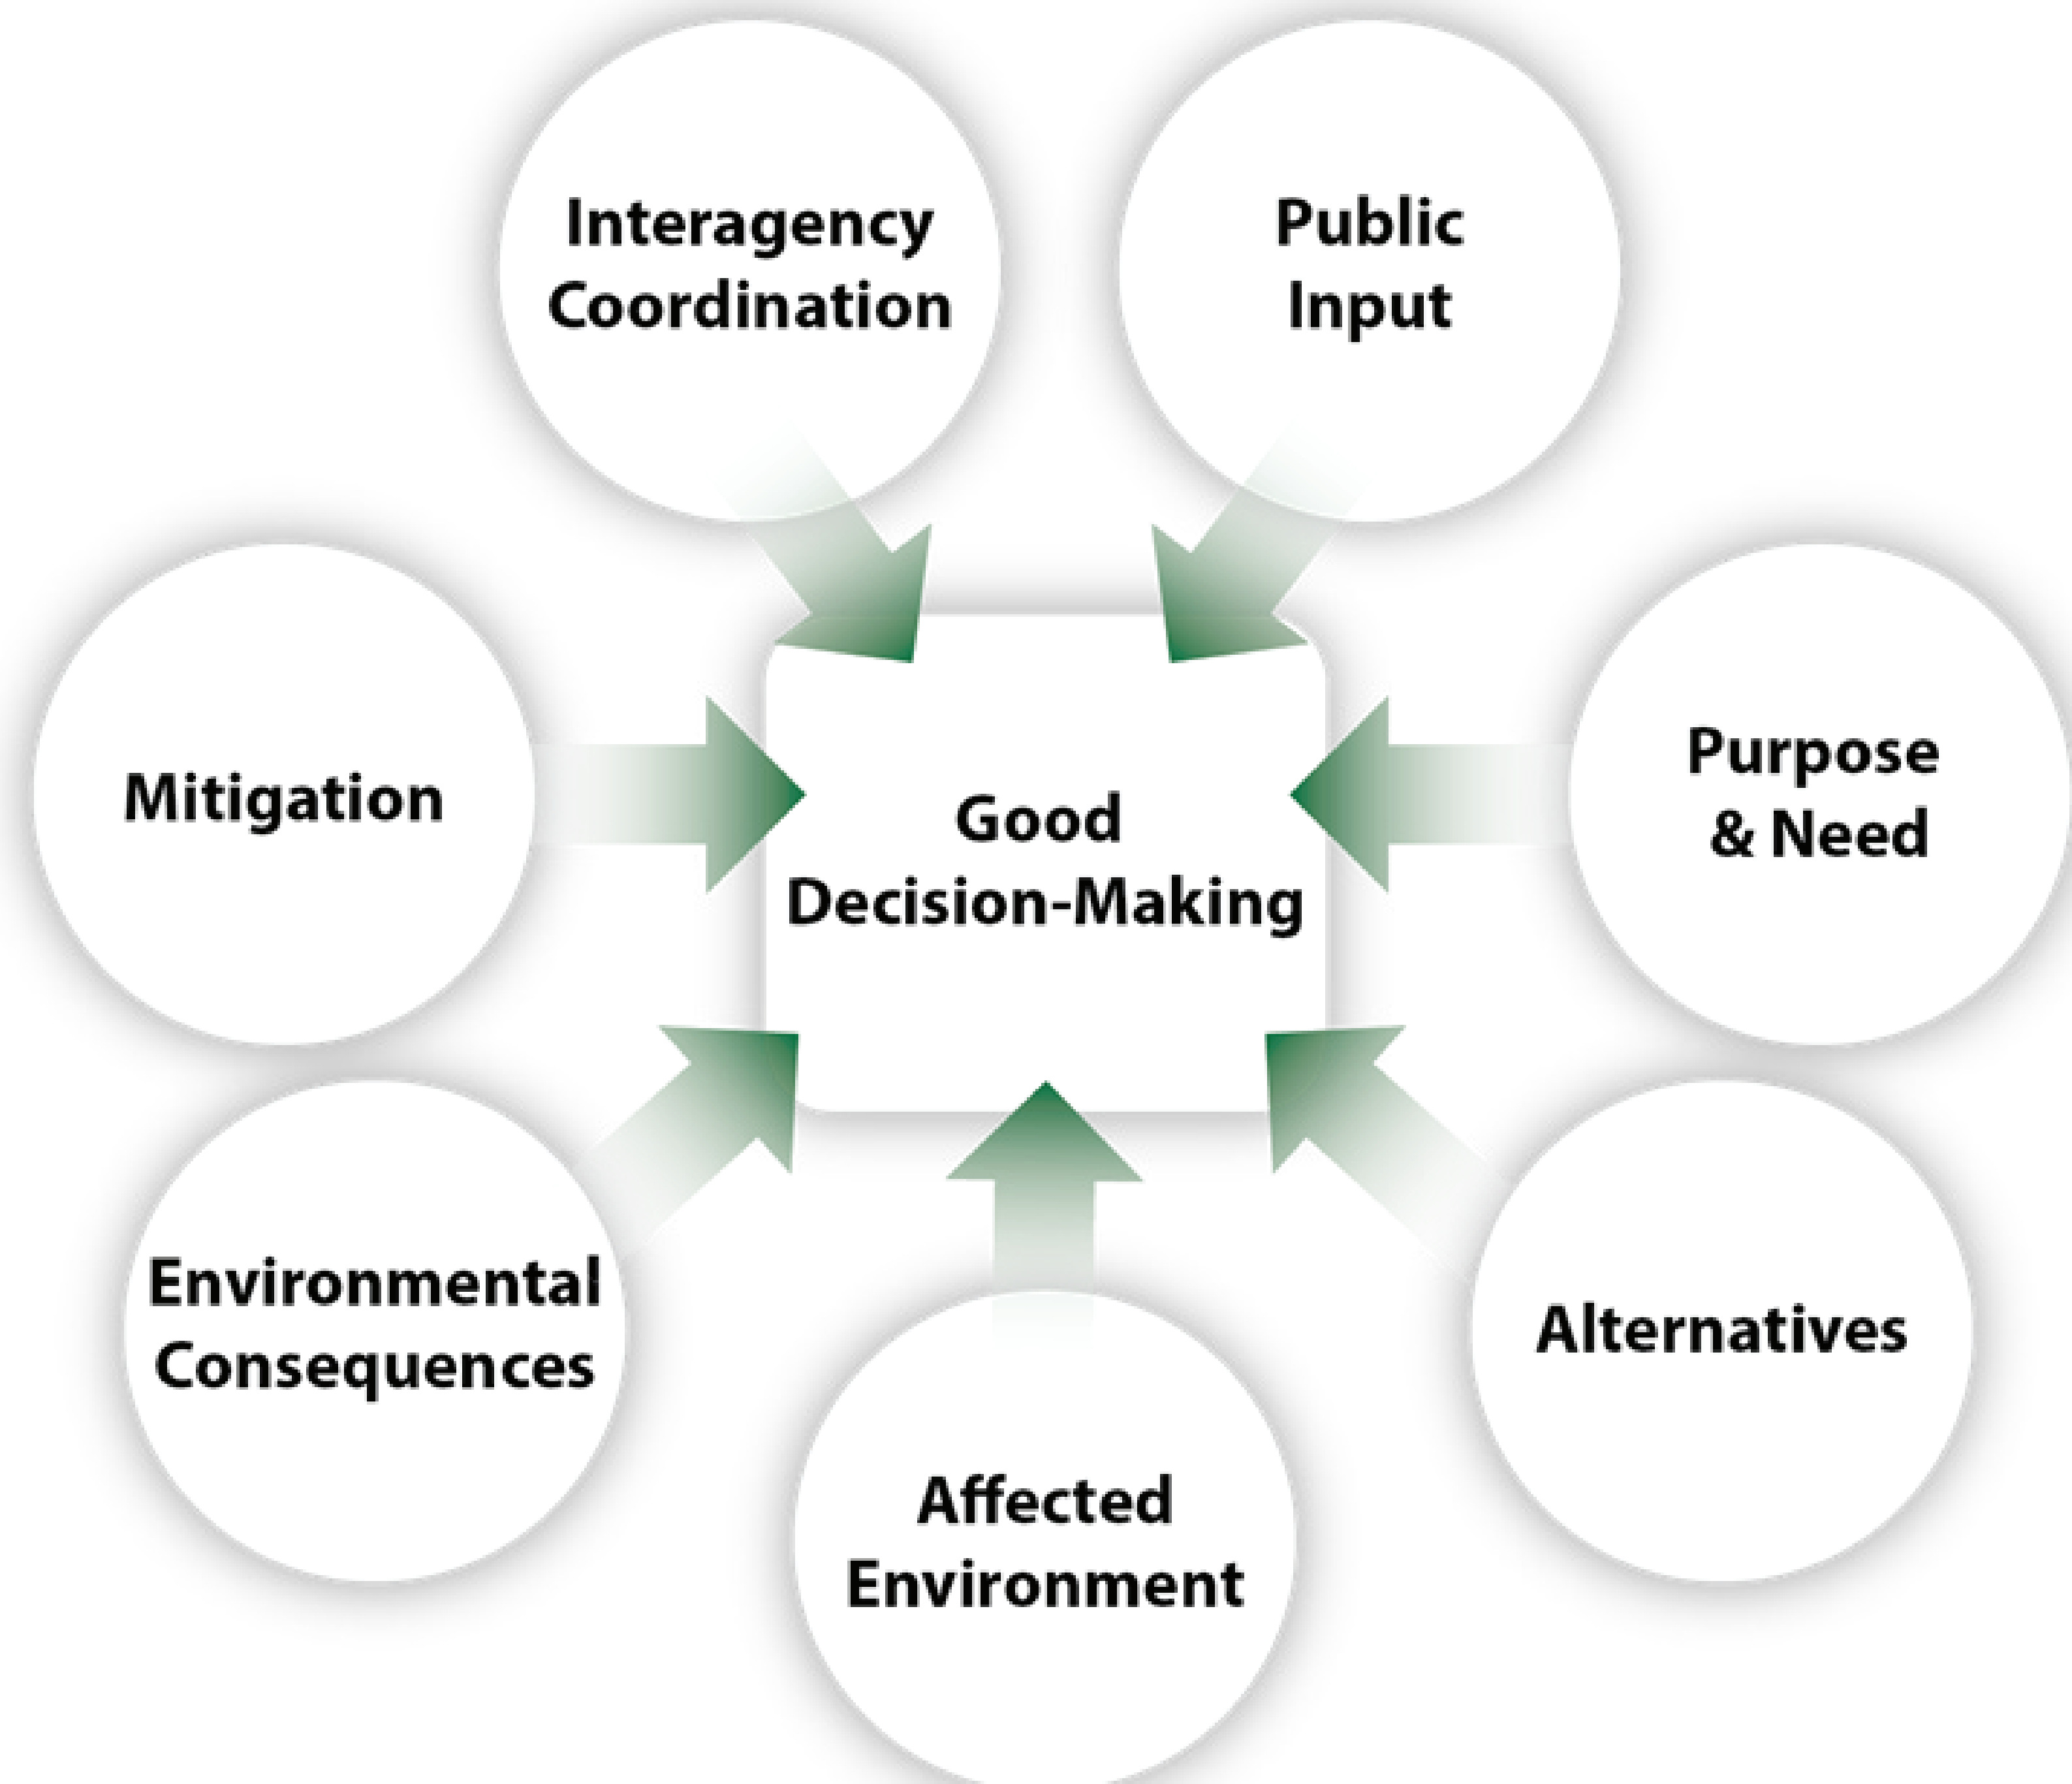 Interagency
Coordination
Public
Input
Mitigation
Good
Decision-Making
Purpose
& Need
Environmental
Consequences
Affected
Environment
Alternatives